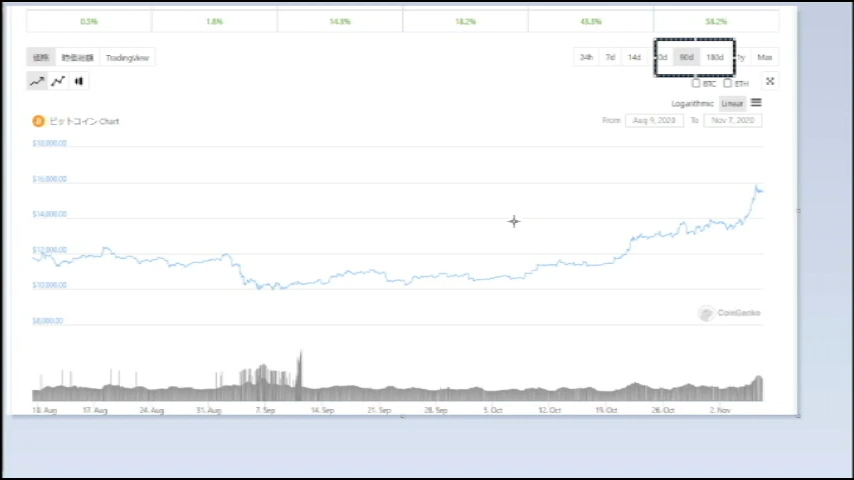 0.5% 1.8% 14.8% 18.2% 48.8% 58.2%
価格 時価総額 TradingView 24h 7d 14d 0d 90d 180d 1y Max
BTC ETH
Logarithmic Linear
ビットコイン Chart From Aug 9, 2020 To Nov 7, 2020
$18,000.00
$16,000.00
$14,000.00
$12,000.00
$10,000.00
$8,000.00
CoinGecko
10. Aug 17. Aug 24. Aug 31. Aug 7. Sep 14. Sep 21. Sep 28. Sep 5. Oct 12. Oct 19. Oct 26. Oct 2. Nov